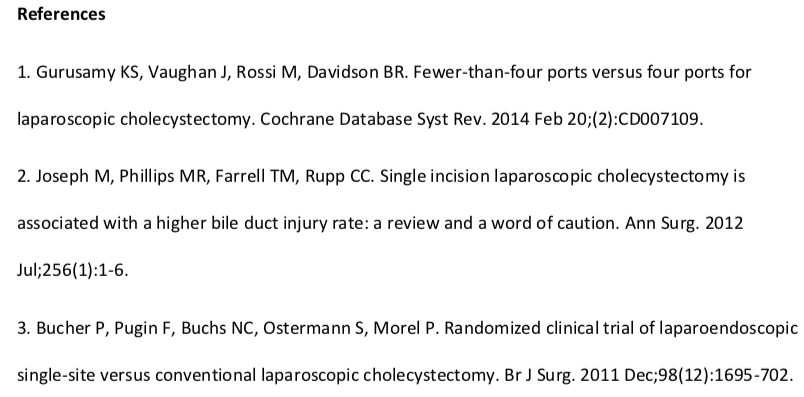 References
1. Gurusamy KS, Vaughan J, Rossi M, Davidson BR. Fewer-than-four ports versus four ports for
laparoscopic cholecystectomy. Cochrane Database Syst Rev. 2014 Feb 20;(2):CD007109.
2. Joseph M, Phillips MR, Farrell TM, Rupp CC. Single incision laparoscopic cholecystectomy is
associated with a higher bile duct injury rate: a review and a word of caution. Ann Surg. 2012
Jul;256(1):1-6.
3. Bucher P, Pugin F, Buchs NC, Ostermann S, Morel P. Randomized clinical trial of laparoendoscopic
single-site versus conventional laparoscopic cholecystectomy. Br J Surg. 2011 Dec;98(12):1695-702.